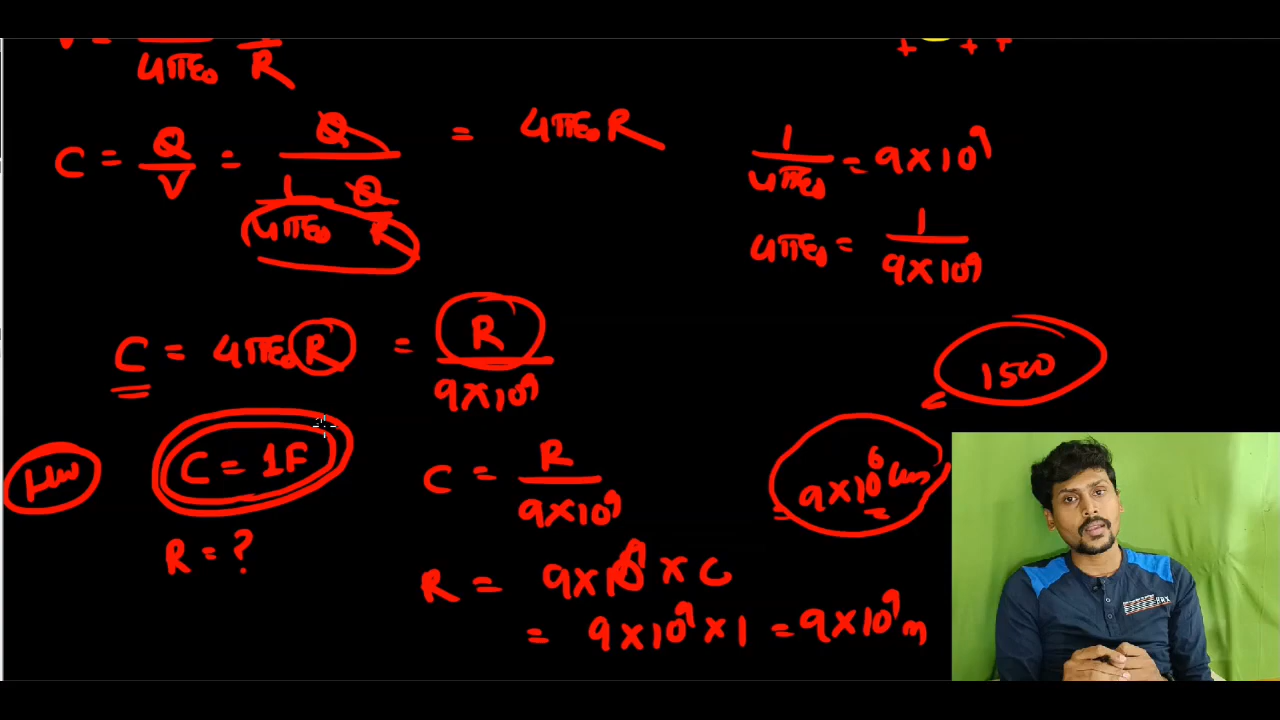 4πε₀ R
C = Q/V = Q / (1/4πε₀ Q/R) = 4πε₀R
1/4πε₀ = 9×10⁹
4πε₀ = 1/9×10⁹
C = 4πε₀R = R/9×10⁹
1500
HW
C = 1F
C = R/9×10⁹
9×10⁶ km
R = ?
R = 9×10⁹ × C
= 9×10⁹×1 = 9×10⁹ m